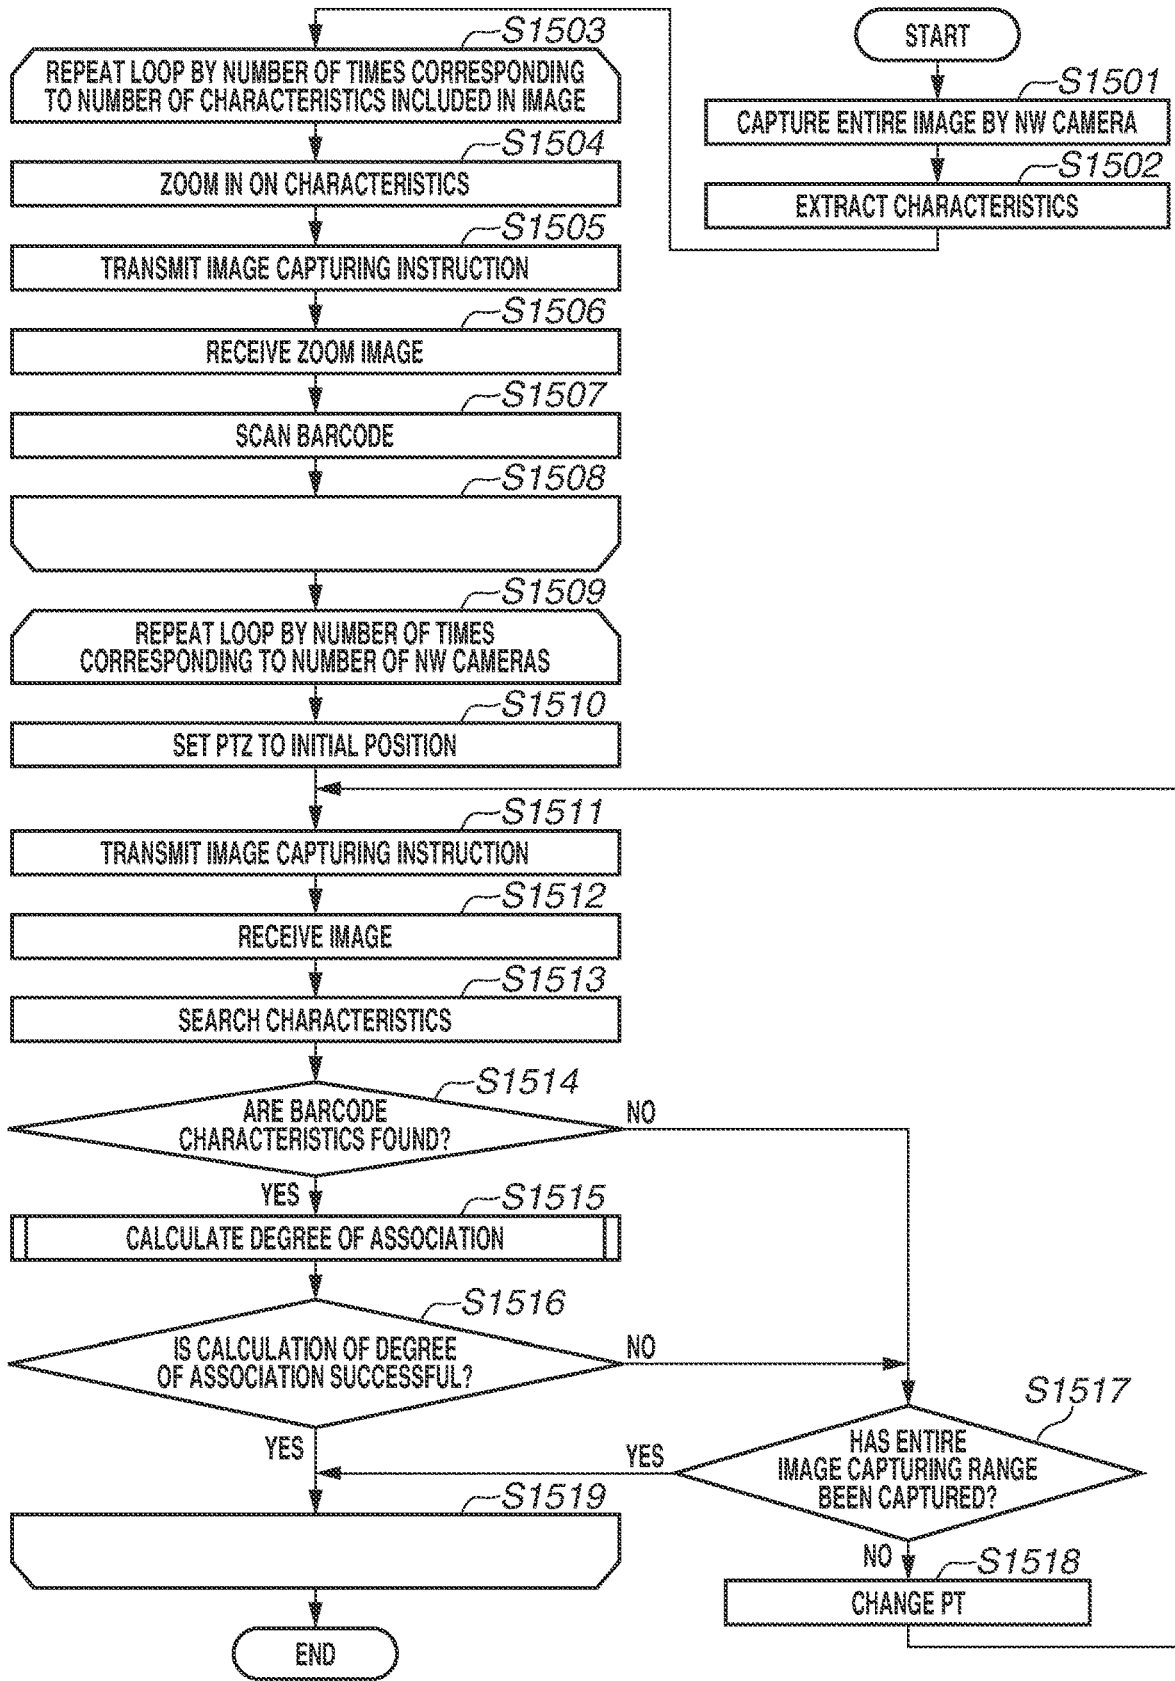 START
S1501
CAPTURE ENTIRE IMAGE BY NW CAMERA
S1502
EXTRACT CHARACTERISTICS
S1503
REPEAT LOOP BY NUMBER OF TIMES CORRESPONDING
TO NUMBER OF CHARACTERISTICS INCLUDED IN IMAGE
S1504
ZOOM IN ON CHARACTERISTICS
S1505
TRANSMIT IMAGE CAPTURING INSTRUCTION
S1506
RECEIVE ZOOM IMAGE
S1507
SCAN BARCODE
S1508
S1509
REPEAT LOOP BY NUMBER OF TIMES
CORRESPONDING TO NUMBER OF NW CAMERAS
S1510
SET PTZ TO INITIAL POSITION
S1511
TRANSMIT IMAGE CAPTURING INSTRUCTION
S1512
RECEIVE IMAGE
S1513
SEARCH CHARACTERISTICS
S1514
ARE BARCODE
CHARACTERISTICS FOUND?
NO
YES
S1515
CALCULATE DEGREE OF ASSOCIATION
S1516
IS CALCULATION OF DEGREE
OF ASSOCIATION SUCCESSFUL?
NO
YES
S1517
HAS ENTIRE
IMAGE CAPTURING RANGE
BEEN CAPTURED?
YES
NO
S1518
CHANGE PT
S1519
END